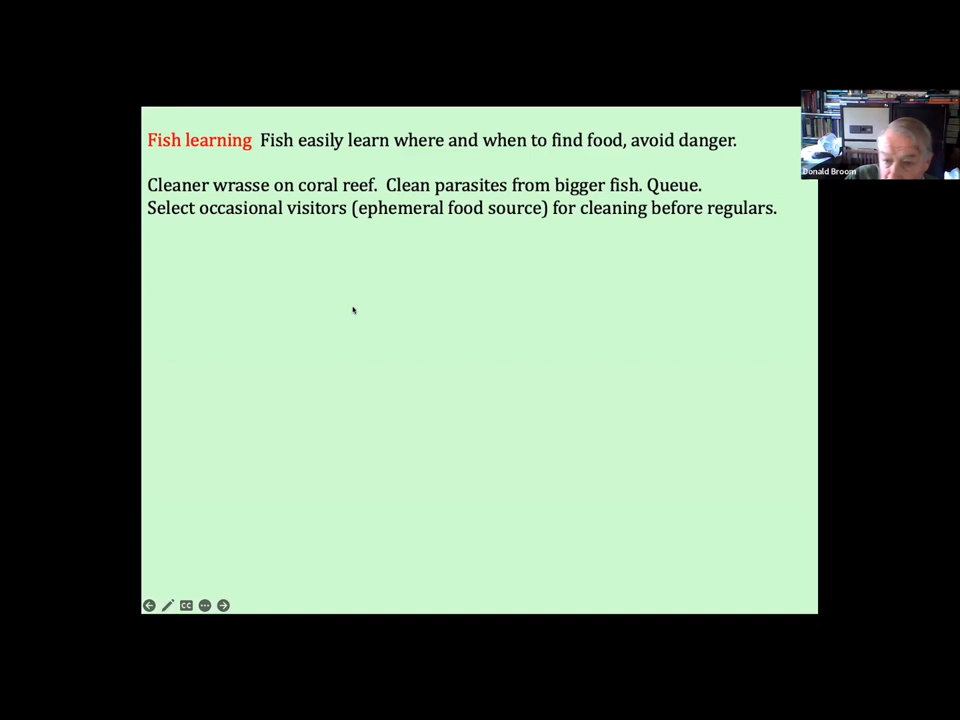 Fish learning  Fish easily learn where and when to find food, avoid danger.
Cleaner wrasse on coral reef.  Clean parasites from bigger fish. Queue.
Select occasional visitors (ephemeral food source) for cleaning before regulars.
Donald Broom
CC